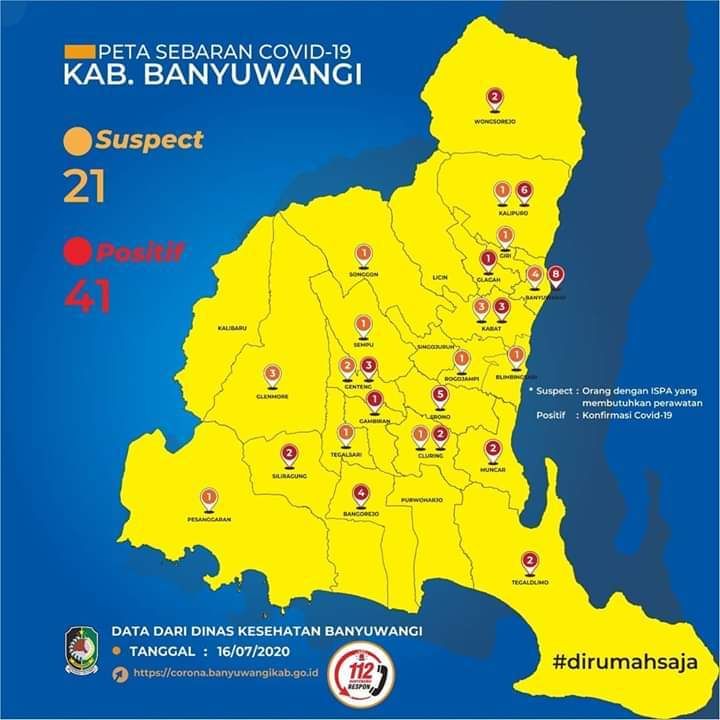 PETA SEBARAN COVID-19
KAB. BANYUWANGI
Suspect
21
Positif
41
2
WONGSOREJO
1 6
KALIPURO
1
GIRI
1
GLAGAH
4 8
BANYUWANGI
1
SONGGON
LICIN
3 3
KABAT
KALIBARU
1
SEMPU
SINGOJURUH
1
ROGOJAMPI
1
BLIMBINGSARI
3
GLENMORE
2 3
GENTENG
1
GAMBIRAN
5
SRONO
* Suspect : Orang dengan ISPA yang
membutuhkan perawatan
Positif : Konfirmasi Covid-19
1
TEGALSARI
1 2
CLURING
2
MUNCAR
2
SILIRAGUNG
1
PESANGGARAN
4
BANGOREJO
PURWOHARJO
2
TEGALDLIMO
#dirumahsaja
DATA DARI DINAS KESEHATAN BANYUWANGI
TANGGAL : 16/07/2020
https://corona.banyuwangikab.go.id
112
RESPON